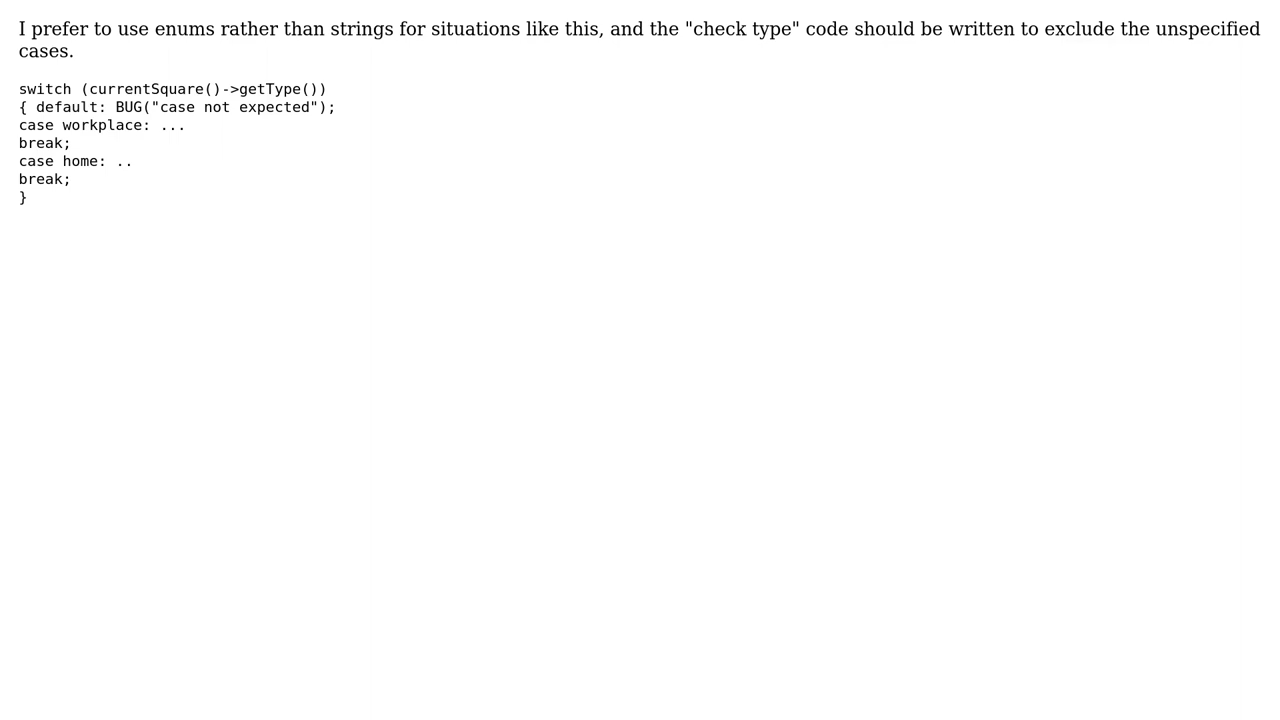 I prefer to use enums rather than strings for situations like this, and the "check type" code should be written to exclude the unspecified
cases.
switch (currentSquare()->getType())
{ default: BUG("case not expected");
case workplace: ...
break;
case home: ..
break;
}